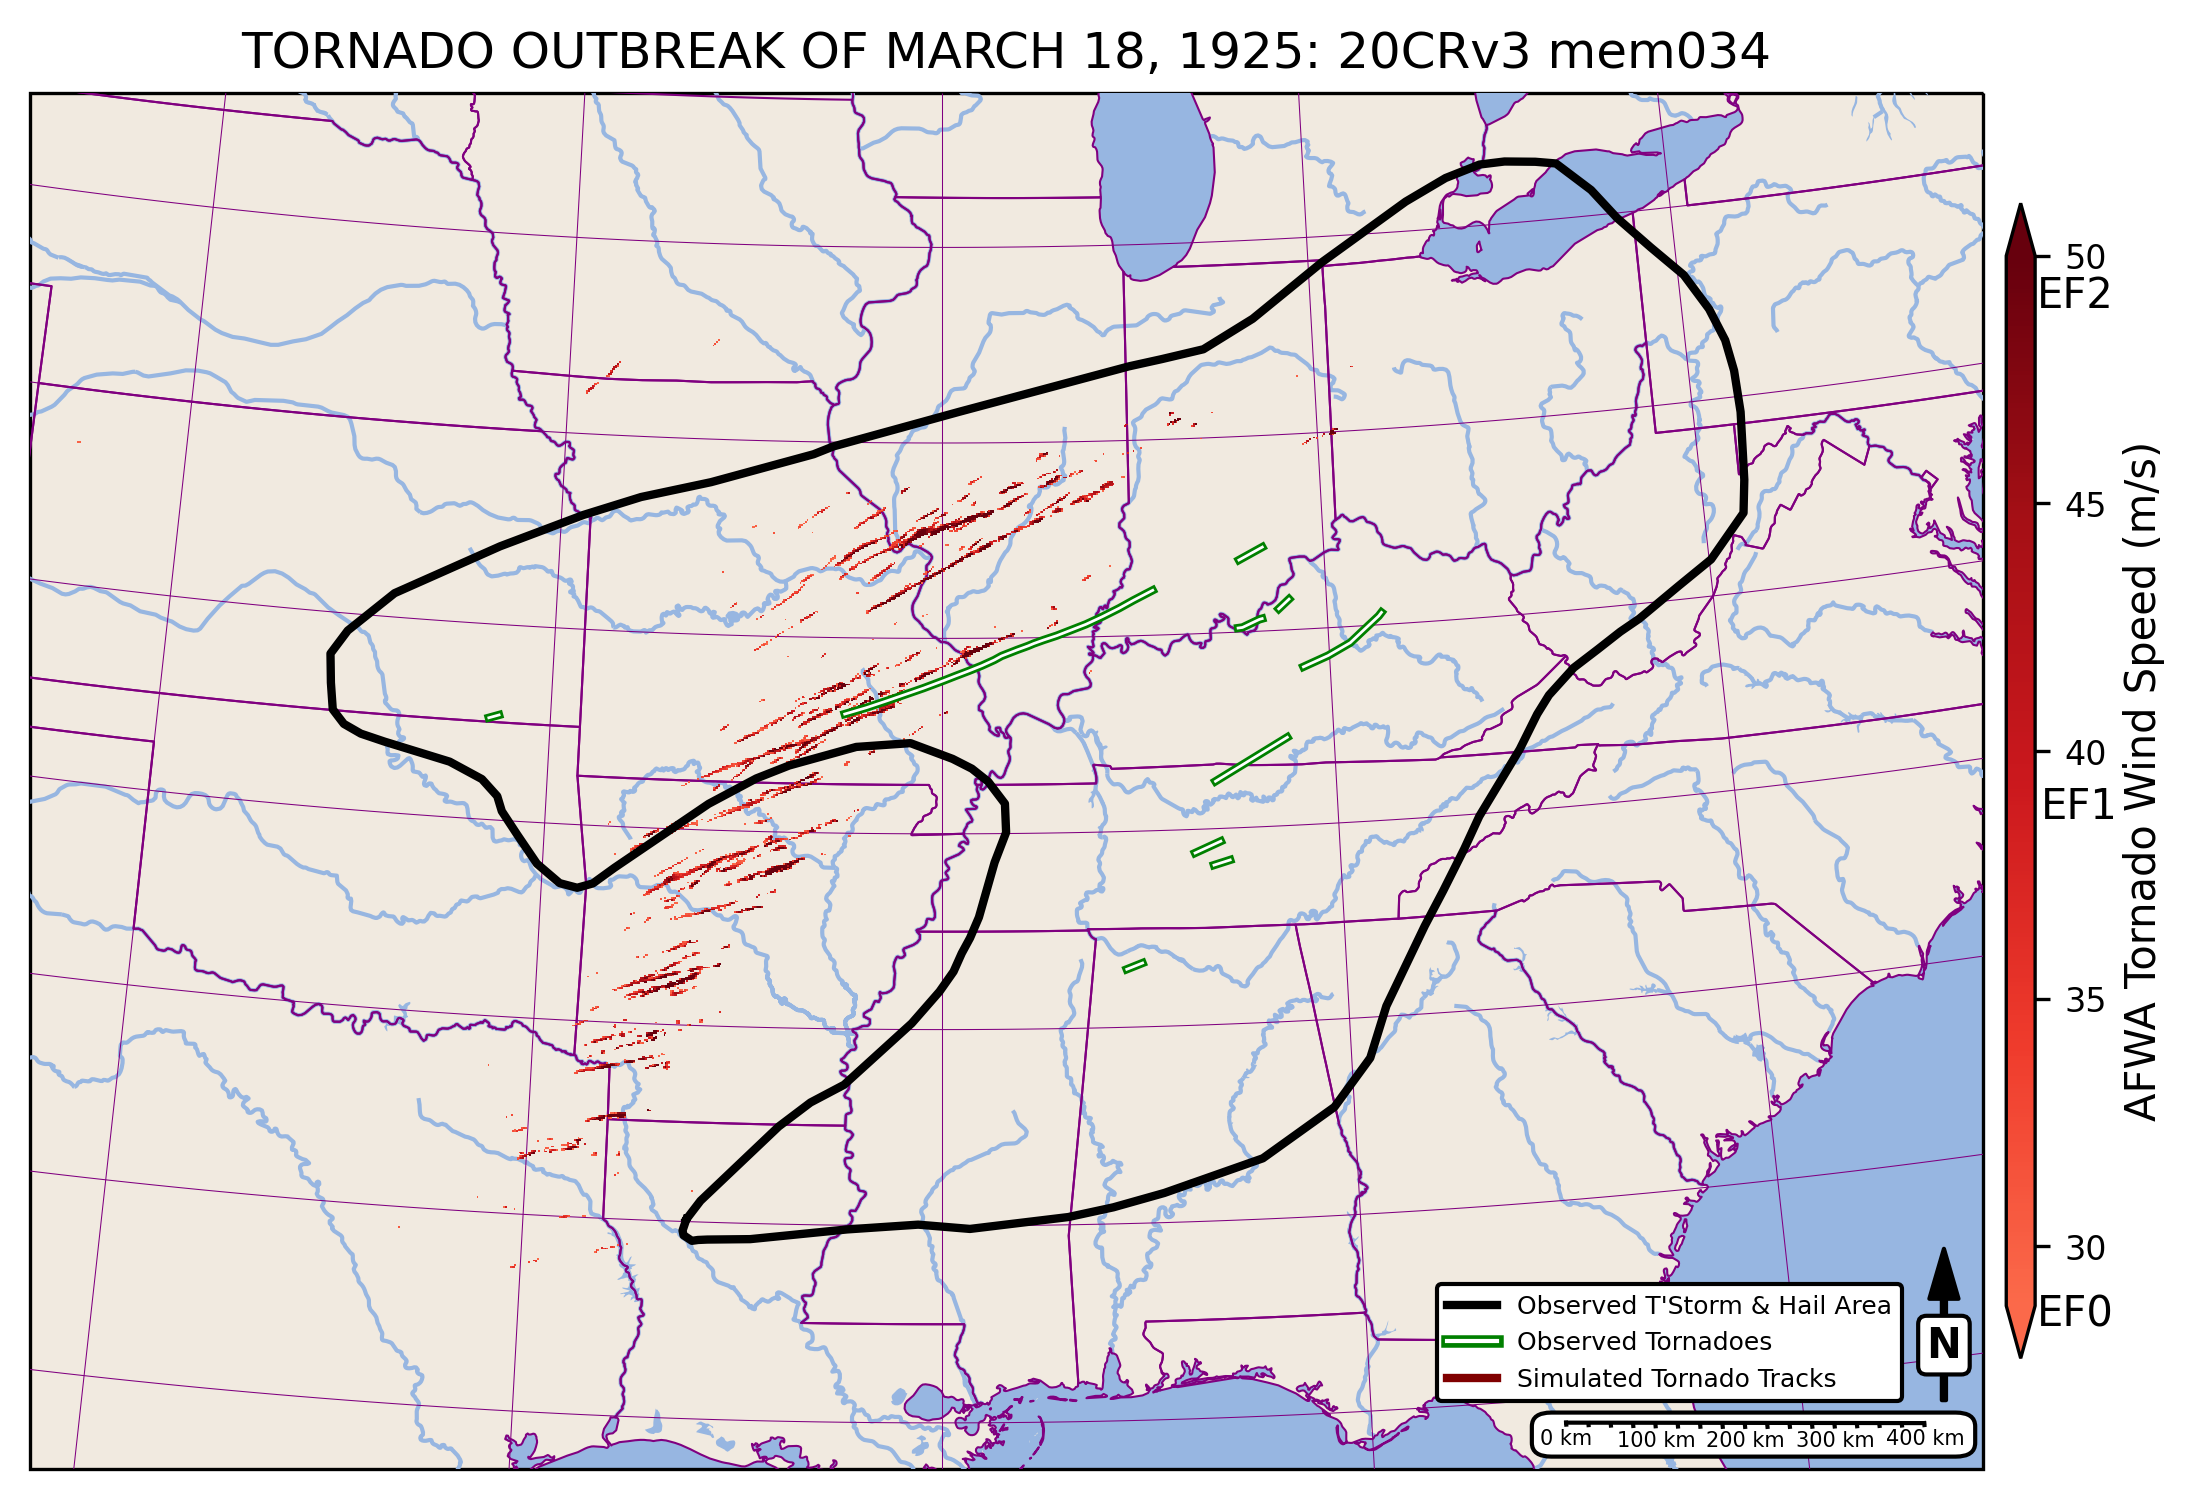 TORNADO OUTBREAK OF MARCH 18, 1925: 20CRv3 mem034
50
EF2
45
40
EF1
35
30
EF0
AFWA Tornado Wind Speed (m/s)
Observed T'Storm & Hail Area
Observed Tornadoes
Simulated Tornado Tracks
N
0 km 100 km 200 km 300 km 400 km